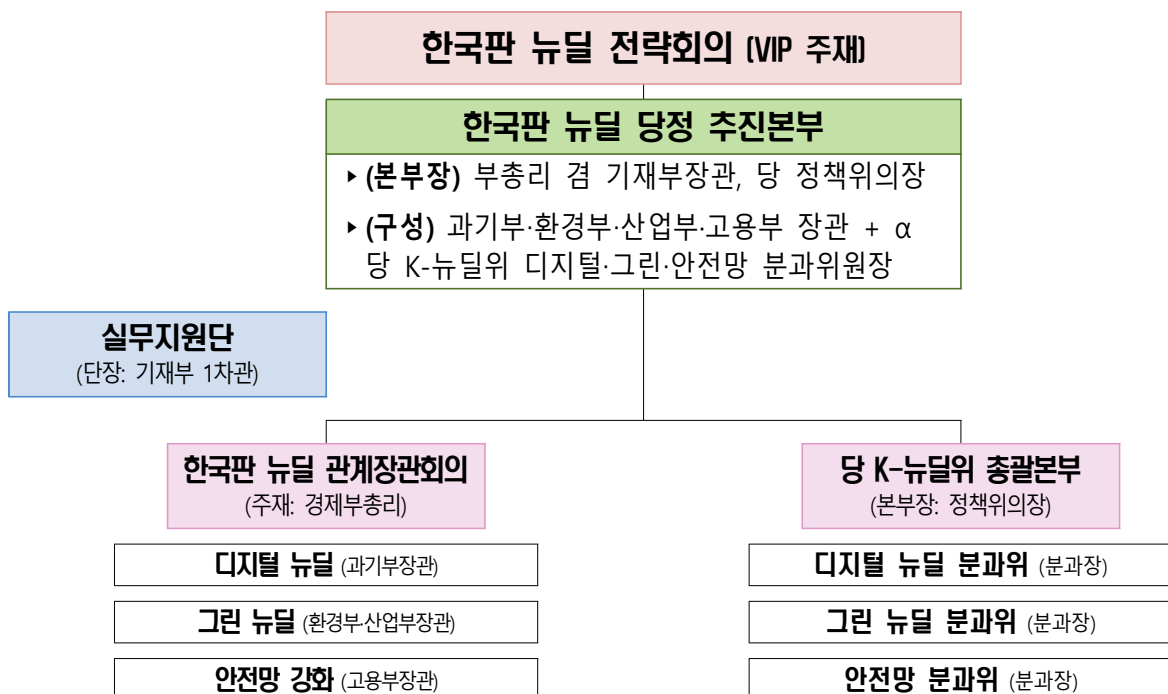 한국판 뉴딜 전략회의 (VIP 주재)
한국판 뉴딜 당정 추진본부
▸ (본부장) 부총리 겸 기재부장관, 당 정책위의장
▸ (구성) 과기부·환경부·산업부·고용부 장관 + α
당 K-뉴딜위 디지털·그린·안전망 분과위원장
실무지원단
(단장: 기재부 1차관)
한국판 뉴딜 관계장관회의
(주재: 경제부총리)
디지털 뉴딜 (과기부장관)
그린 뉴딜 (환경부·산업부장관)
안전망 강화 (고용부장관)
당 K-뉴딜위 총괄본부
(본부장: 정책위의장)
디지털 뉴딜 분과위 (분과장)
그린 뉴딜 분과위 (분과장)
안전망 분과위 (분과장)